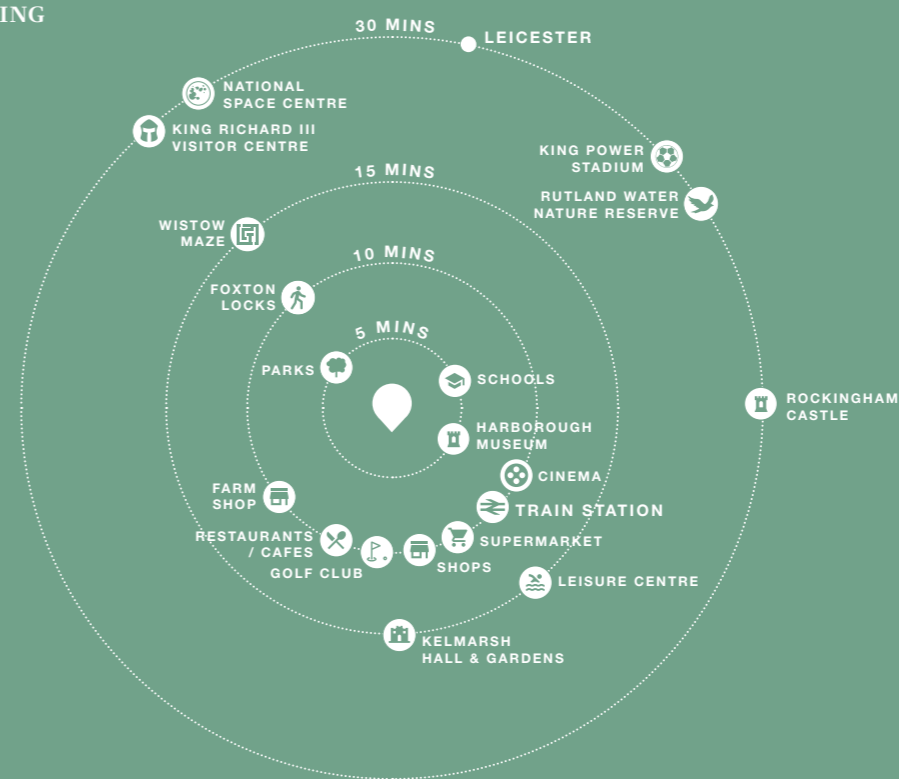 ING
30 MINS
LEICESTER
NATIONAL
SPACE CENTRE
KING RICHARD III
VISITOR CENTRE
KING POWER
STADIUM
15 MINS
RUTLAND WATER
NATURE RESERVE
WISTOW
MAZE
10 MINS
FOXTON
LOCKS
5 MINS
PARKS
SCHOOLS
ROCKINGHAM
CASTLE
HARBOROUGH
MUSEUM
CINEMA
FARM
SHOP
TRAIN STATION
RESTAURANTS
/ CAFES
SUPERMARKET
GOLF CLUB
SHOPS
LEISURE CENTRE
KELMARSH
HALL & GARDENS